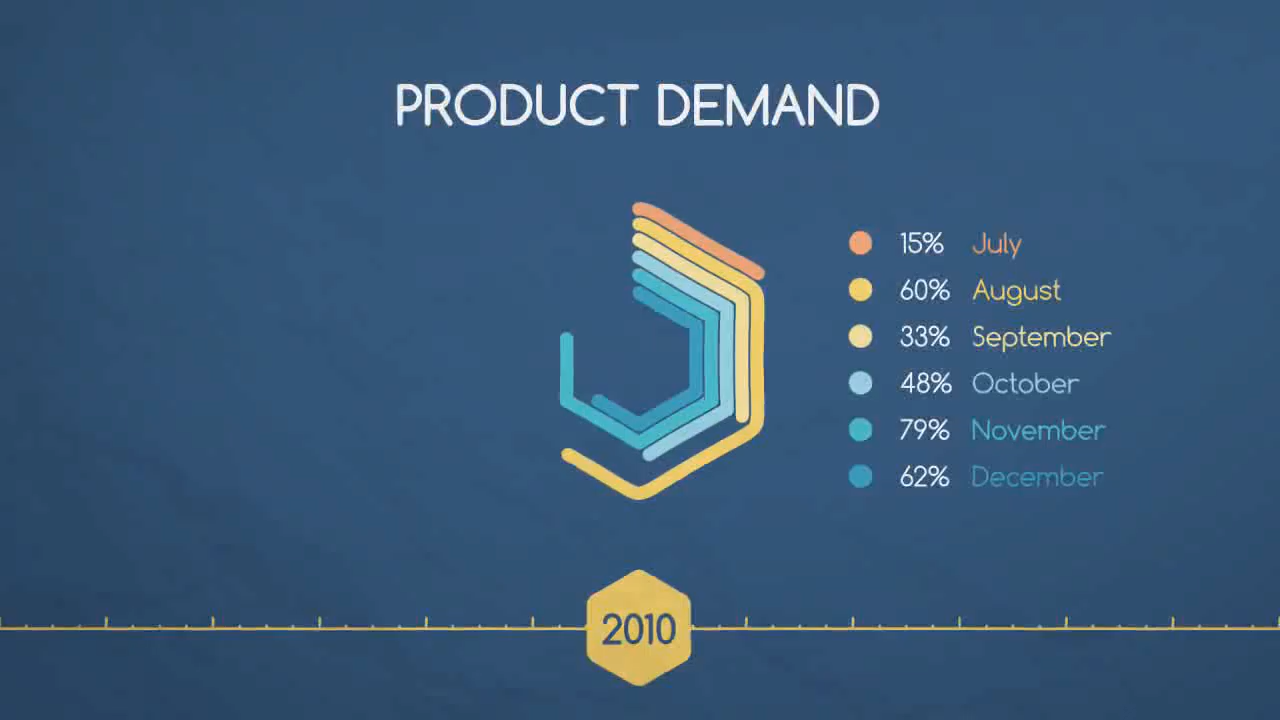 PRODUCT DEMAND
15% July
60% August
33% September
48% October
79% November
62% December
2010